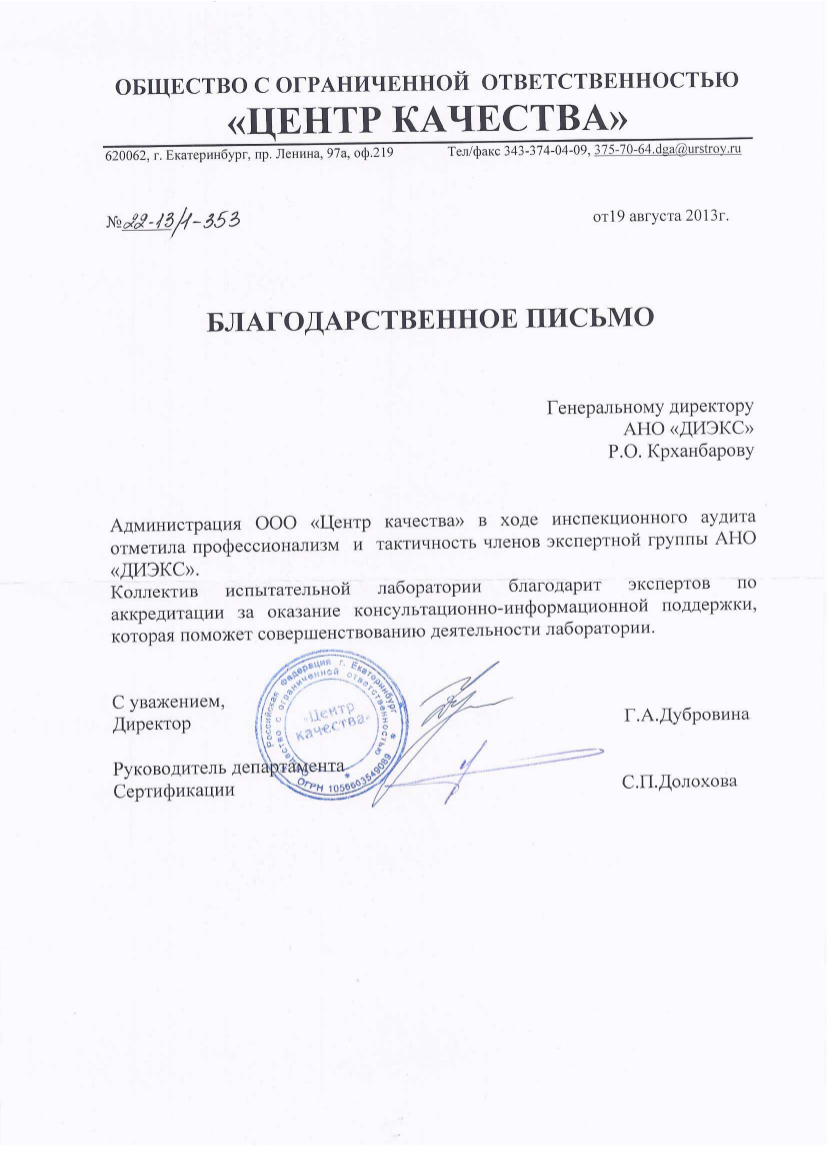 ОБЩЕСТВО С ОГРАНИЧЕННОЙ ОТВЕТСТВЕННОСТЬЮ
«ЦЕНТР КАЧЕСТВА»
620062, г. Екатеринбург, пр. Ленина, 97а, оф.219 Тел/факс 343-374-04-09, 375-70-64.dga@urstroy.ru
№22-13/1-353 от19 августа 2013г.
БЛАГОДАРСТВЕННОЕ ПИСЬМО
Генеральному директору
АНО «ДИЭКС»
Р.О. Крханбарову
Администрация ООО «Центр качества» в ходе инспекционного аудита
отметила профессионализм и тактичность членов экспертной группы АНО
«ДИЭКС».
Коллектив испытательной лаборатории благодарит экспертов по
аккредитации за оказание консультационно-информационной поддержки,
которая поможет совершенствованию деятельности лаборатории.
С уважением,
Директор Г.А.Дубровина
Руководитель департамента
Сертификации С.П.Долохова
Российская Федерация г. Екатеринбург
Общество с ограниченной ответственностью
«Центр
качества»
ОГРН 1056603549089